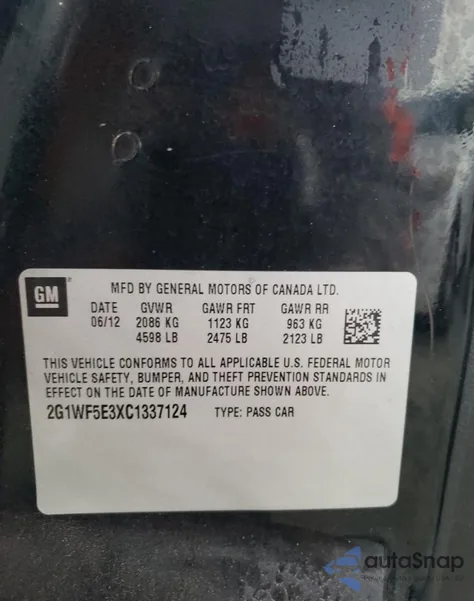 GM
MFD BY GENERAL MOTORS OF CANADA LTD.
DATE GVWR GAWR FRT GAWR RR
06/12 2086 KG 1123 KG 963 KG
4598 LB 2475 LB 2123 LB
THIS VEHICLE CONFORMS TO ALL APPLICABLE U.S. FEDERAL MOTOR
VEHICLE SAFETY, BUMPER, AND THEFT PREVENTION STANDARDS IN
EFFECT ON THE DATE OF MANUFACTURE SHOWN ABOVE.
2G1WF5E3XC1337124 TYPE: PASS CAR
autoSnap